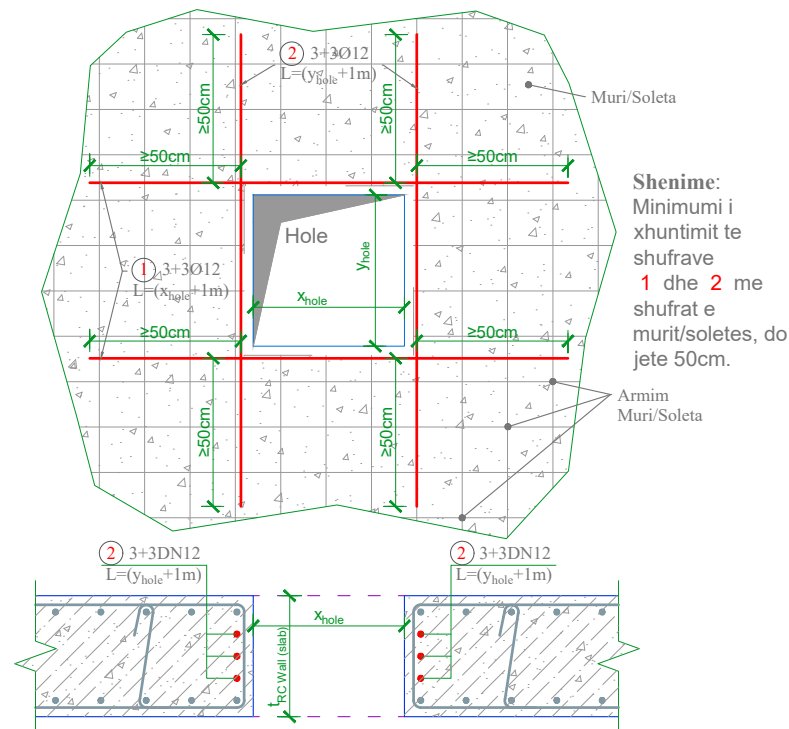 2 3+3Ø12
L=(yhole+1m)
≥50cm
≥50cm
Muri/Soleta
≥50cm
≥50cm
Hole
yhole
xhole
1 3+3Ø12
L=(xhole+1m)
≥50cm
≥50cm
≥50cm
≥50cm
Shenime:
Minimumi i
xhuntimit te
shufrave
1 dhe 2 me
shufrat e
murit/soletes, do
jete 50cm.
Armim
Muri/Soleta
2 3+3DN12
L=(yhole+1m)
2 3+3DN12
L=(yhole+1m)
xhole
tRC Wall (slab)